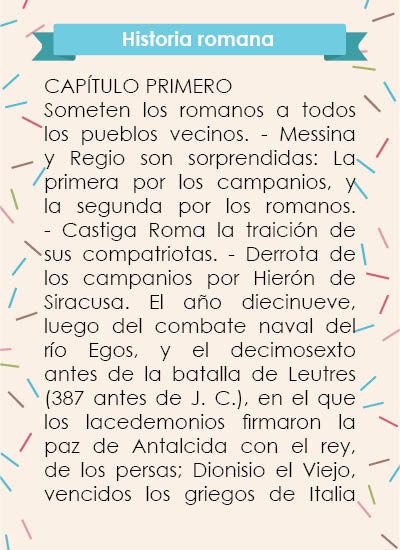 Historia romana
CAPÍTULO PRIMERO
Someten los romanos a todos
los pueblos vecinos. - Messina
y Regio son sorprendidas: La
primera por los campanios, y
la segunda por los romanos.
- Castiga Roma la traición de
sus compatriotas. - Derrota de
los campanios por Hierón de
Siracusa. El año diecinueve,
luego del combate naval del
río Egos, y el decimosexto
antes de la batalla de Leutres
(387 antes de J. C.), en el que
los lacedemonios firmaron la
paz de Antalcida con el rey,
de los persas; Dionisio el Viejo,
vencidos los griegos de Italia